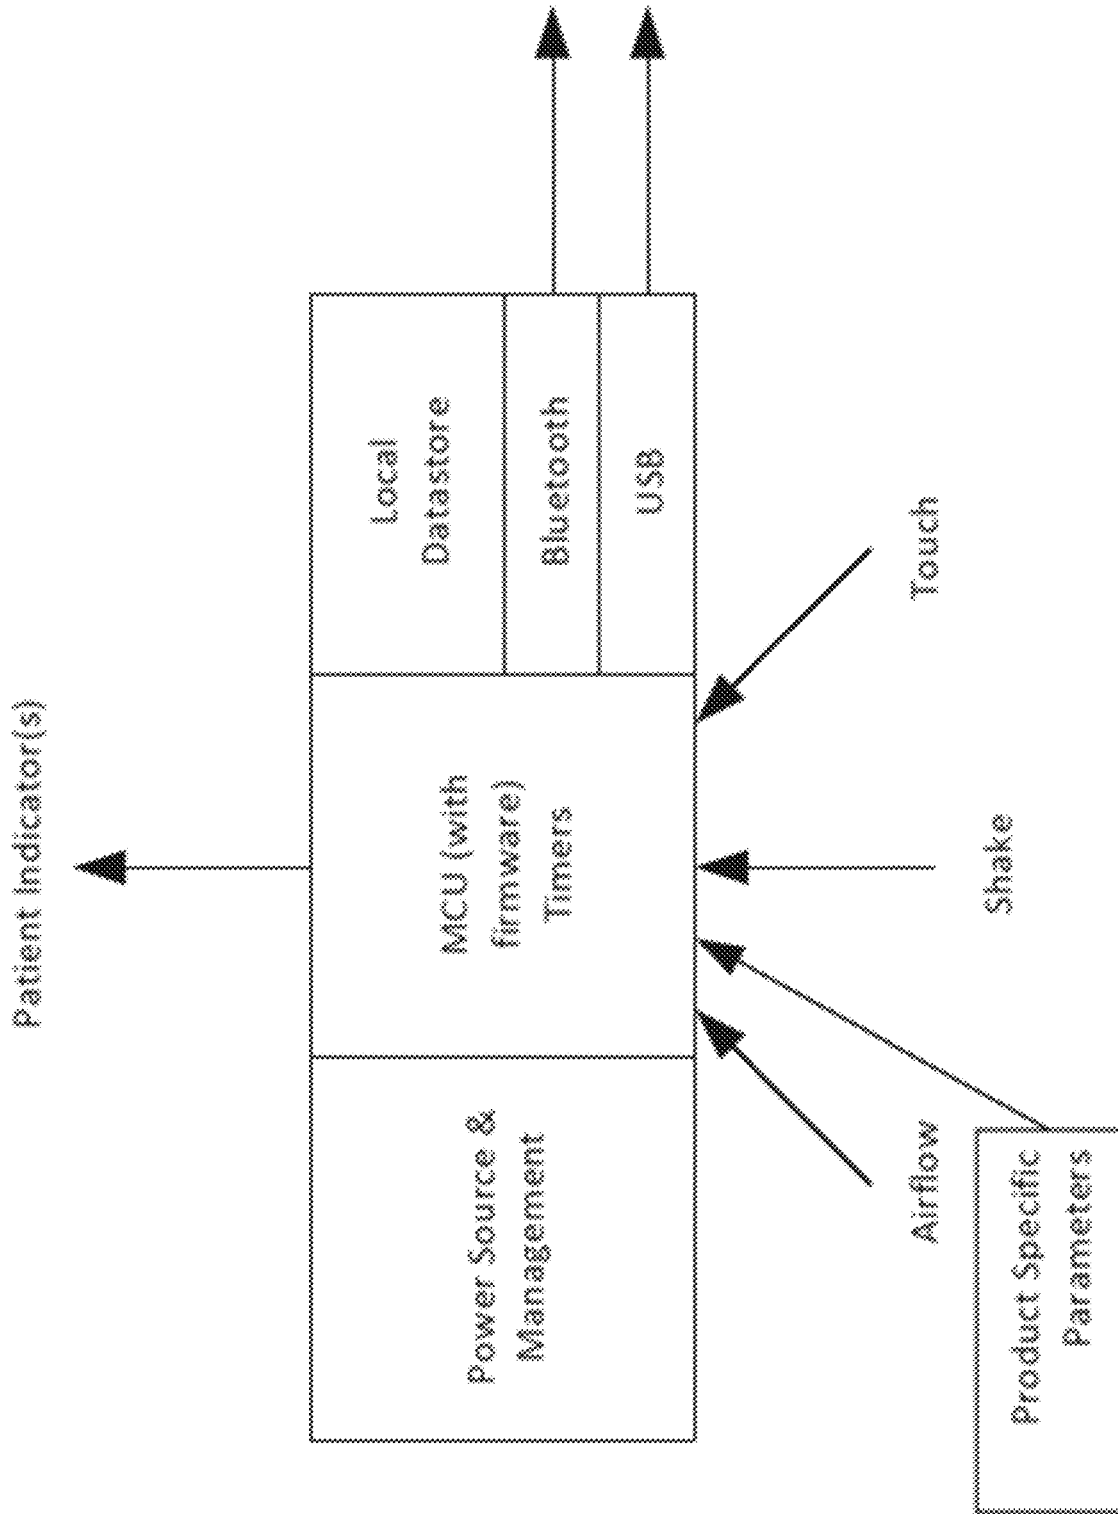 Patient Indicator(s)
Power Source &
Management
MCU (with
firmware)
Timers
Local
Datastore
Bluetooth
USB
Airflow
Shake
Touch
Product Specific
Parameters